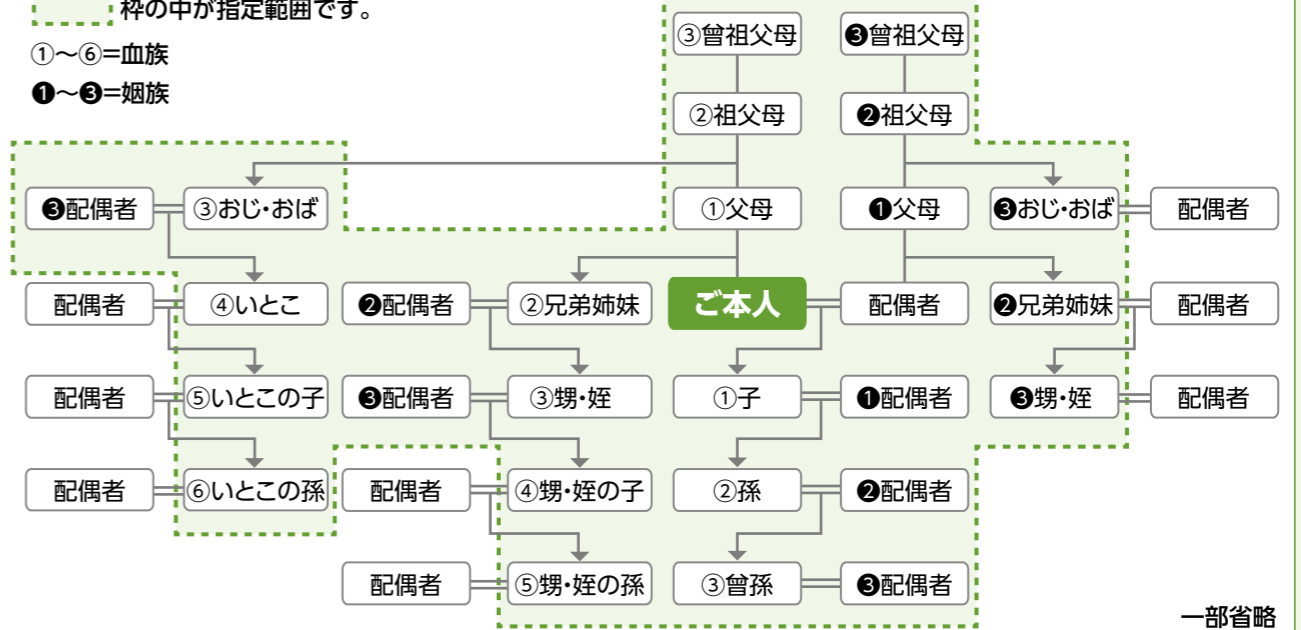 枠の中が指定範囲です。
①〜⑥=血族
❶〜❸=姻族
③曾祖父母 ❸曾祖父母
②祖父母 ❷祖父母
❸配偶者 ③おじ・おば ①父母 ❶父母 ❸おじ・おば 配偶者
配偶者 ④いとこ ❷配偶者 ②兄弟姉妹 ご本人 配偶者 ❷兄弟姉妹 配偶者
配偶者 ⑤いとこの子 ❸配偶者 ③甥・姪 ①子 ❶配偶者 ❸甥・姪 配偶者
配偶者 ⑥いとこの孫 配偶者 ④甥・姪の子 ②孫 ❷配偶者
配偶者 ⑤甥・姪の孫 ③曾孫 ❸配偶者
一部省略